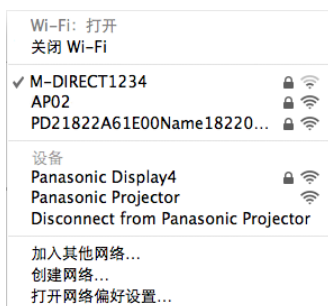 Wi-Fi：打开
关闭 Wi-Fi
M-DIRECT1234
AP02
PD21822A61E00Name18220...
设备
Panasonic Display4
Panasonic Projector
Disconnect from Panasonic Projector
加入其他网络...
创建网络...
打开网络偏好设置...